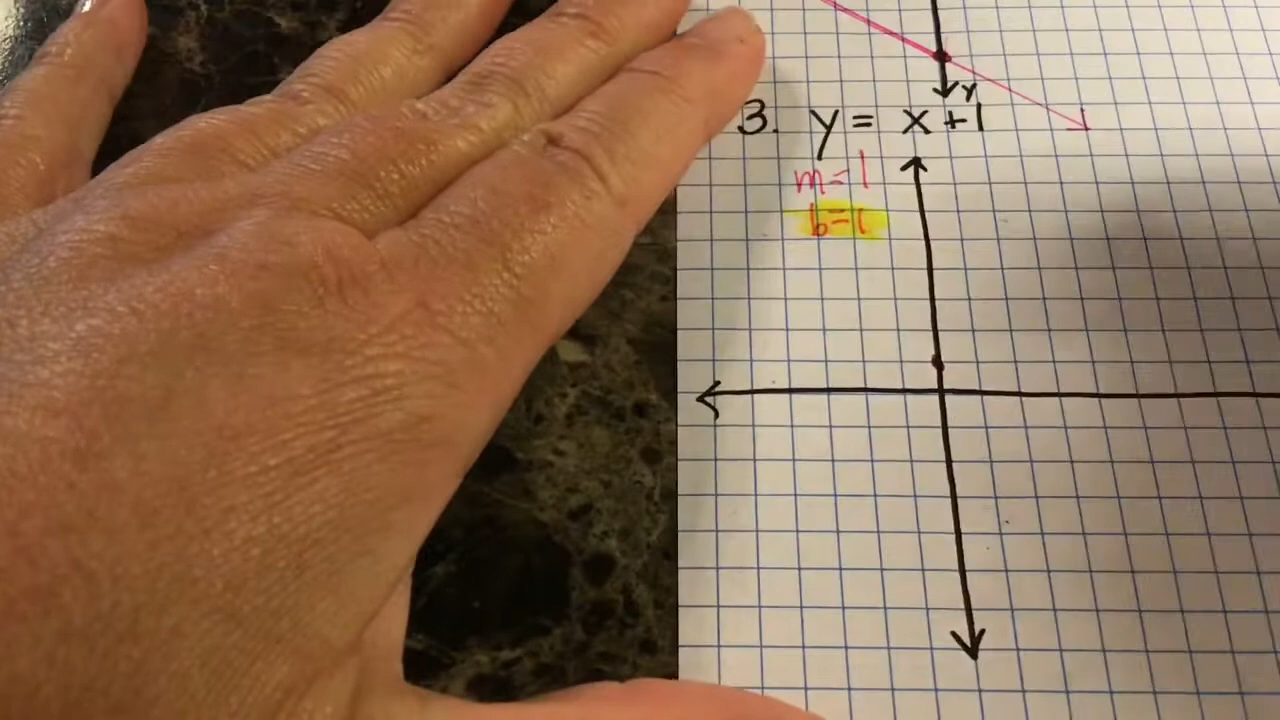 y
3. y = x + 1
m = 1
b = 1